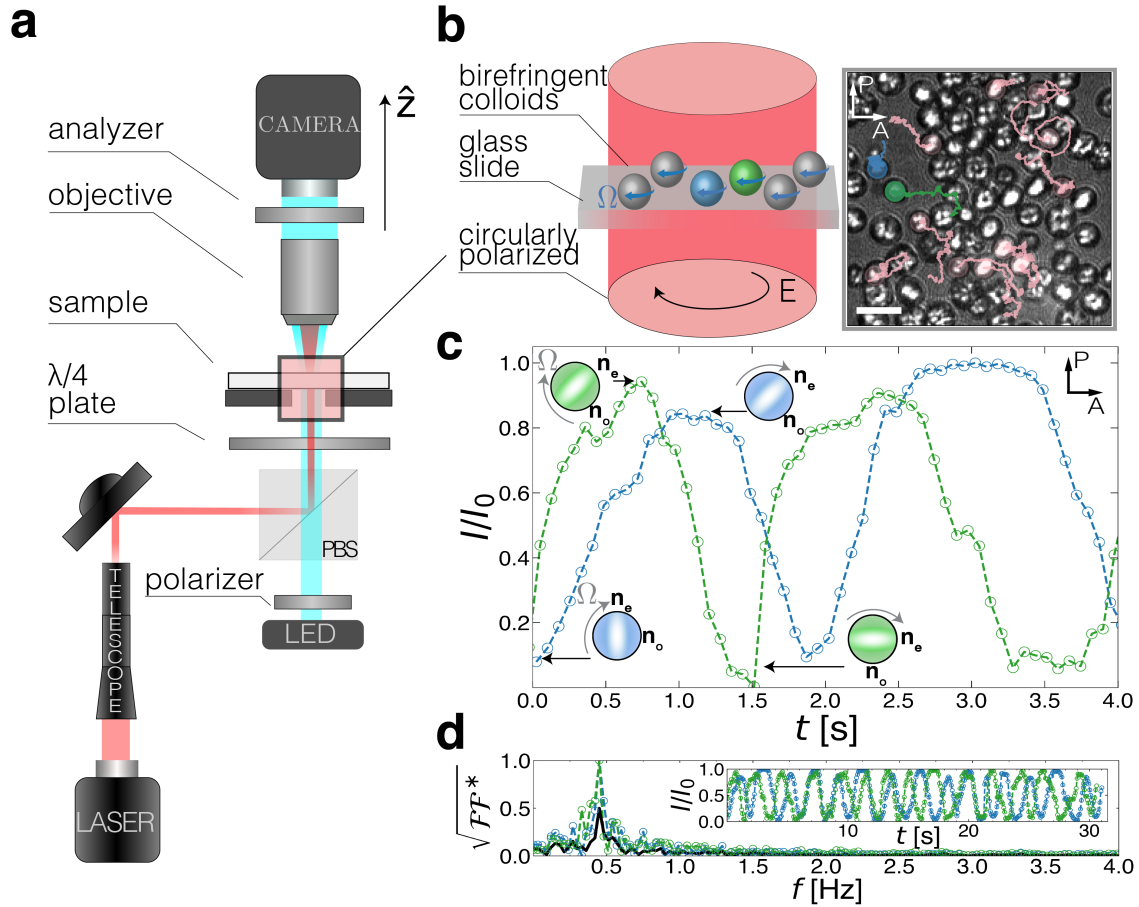 a
CAMERA
ẑ
analyzer
objective
sample
λ/4
plate
PBS
polarizer
LED
TELESCOPE
LASER
b
birefringent
colloids
glass
slide
Ω
circularly
polarized
E
P
A
c
I/I0
1.0
0.8
0.6
0.4
0.2
Ω
ne
no
ne
no
P
A
Ω
ne
no
ne
no
0.0 0.5 1.0 1.5 2.0 2.5 3.0 3.5 4.0
t [s]
d
√FF*
1.0
0.5
0.0
I/I0
1.0
0.5
0.0
10 20 30
t [s]
0.5 1.0 1.5 2.0 2.5 3.0 3.5 4.0
f [Hz]